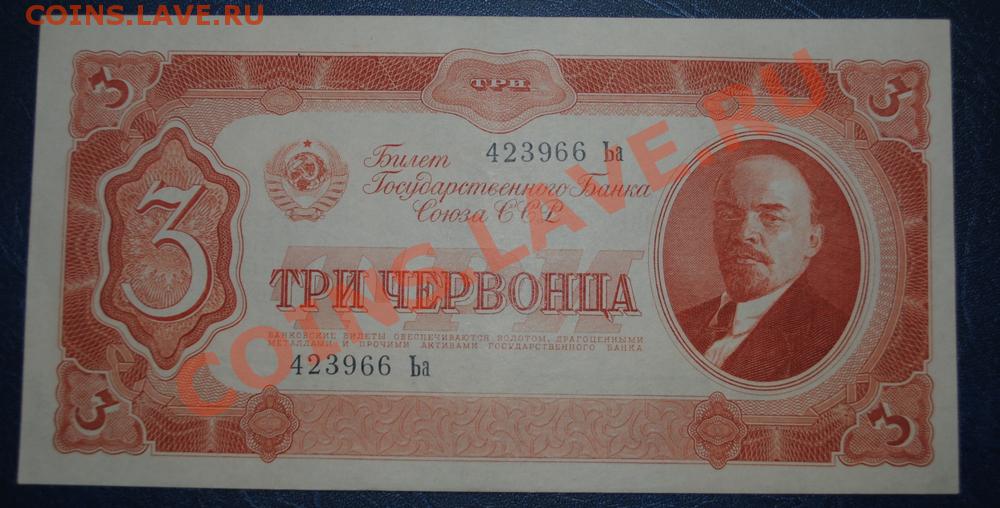 COINS.LAVE.RU
3 ТРИ 3
Билет 423966 Ьа
Государственного Банка
Союза ССР
3
ТРИ
ТРИ ЧЕРВОНЦА
БАНКОВСКИЕ БИЛЕТЫ ОБЕСПЕЧИВАЮТСЯ ЗОЛОТОМ, ДРАГОЦЕННЫМИ
МЕТАЛЛАМИ И ПРОЧИМИ АКТИВАМИ ГОСУДАРСТВЕННОГО БАНКА
423966 Ьа
3 3
COINS.LAVE.RU